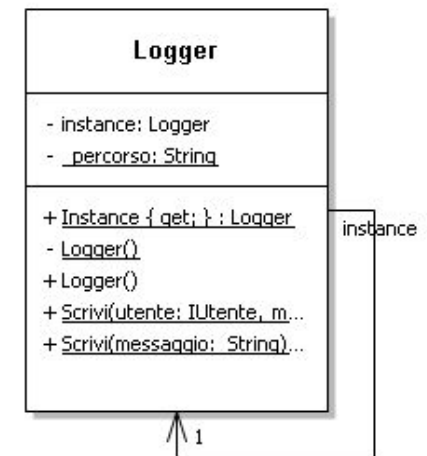 Logger
- instance: Logger
- _percorso: String
+ Instance { get; } : Logger
- Logger()
+ Logger()
+ Scrivi(utente: IUtente, m...
+ Scrivi(messaggio: String)...
instance
1